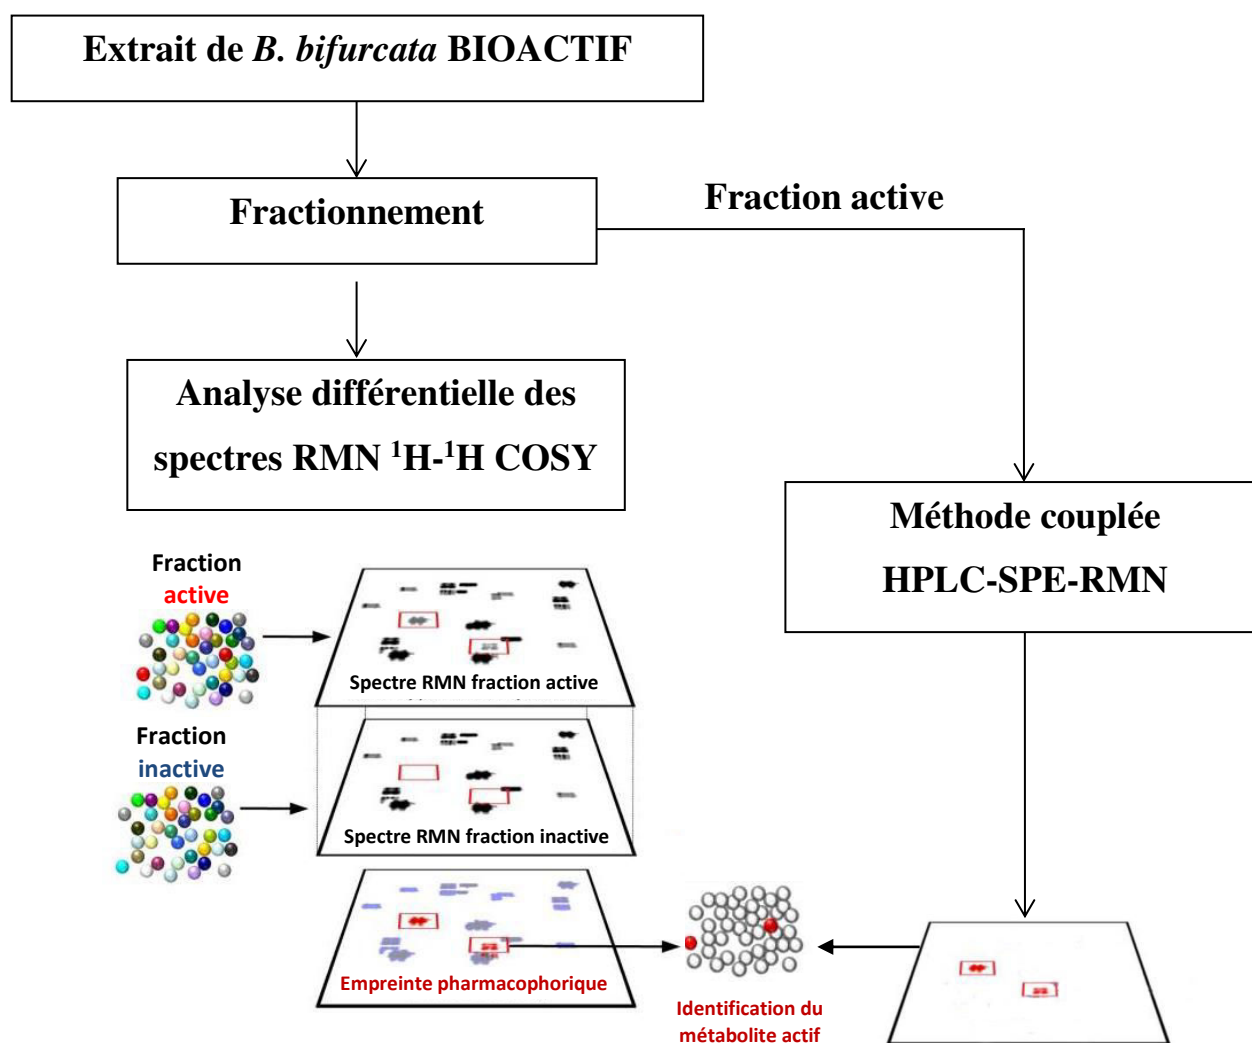 Extrait de B. bifurcata BIOACTIF
Fractionnement
Fraction active
Analyse différentielle des
spectres RMN ¹H-¹H COSY
Méthode couplée
HPLC-SPE-RMN
Fraction
active
Spectre RMN fraction active
Fraction
inactive
Spectre RMN fraction inactive
Empreinte pharmacophorique
Identification du
métabolite actif